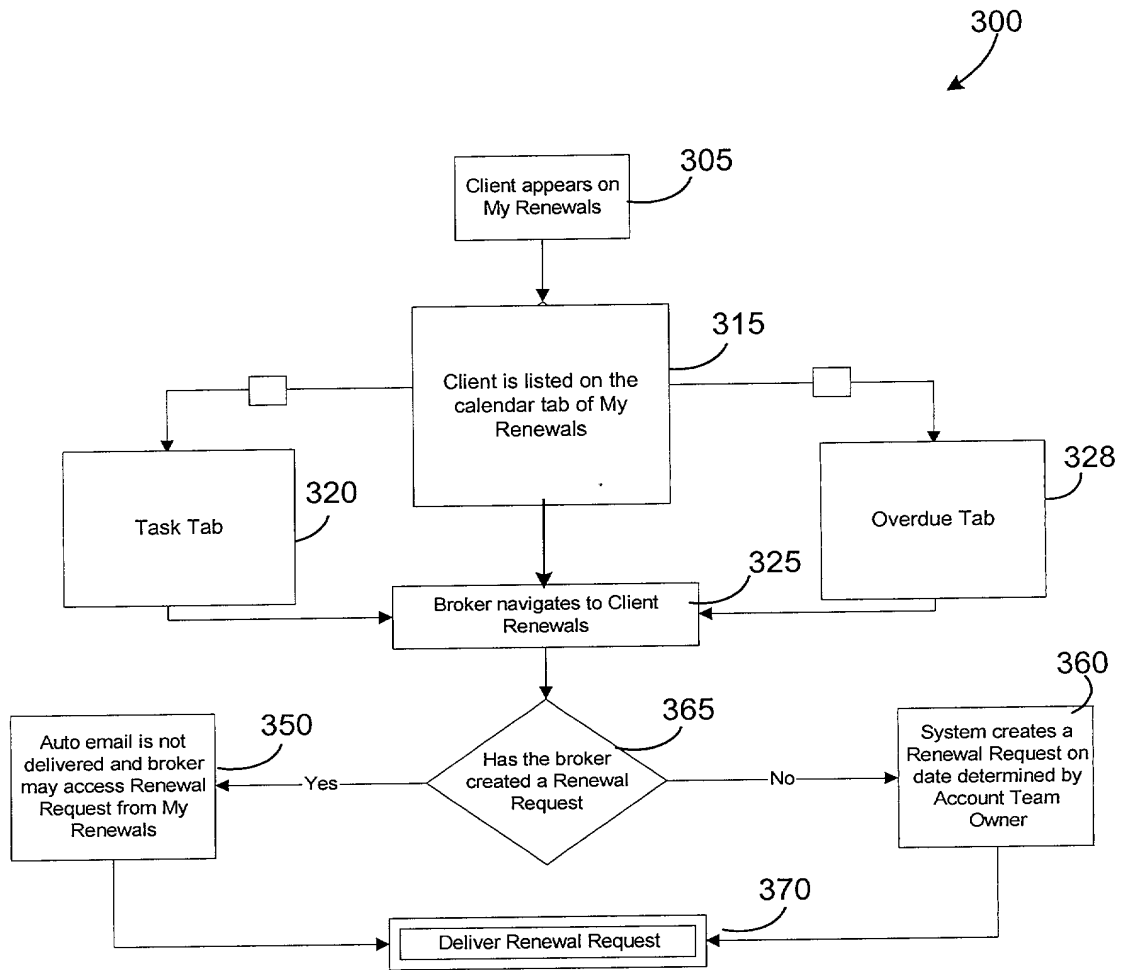 300
Client appears on
My Renewals
305
Client is listed on the
calendar tab of My
Renewals
315
Task Tab
320
Overdue Tab
328
Broker navigates to Client
Renewals
325
Auto email is not
delivered and broker
may access Renewal
Request from My
Renewals
350
Yes
Has the broker
created a Renewal
Request
365
No
System creates a
Renewal Request on
date determined by
Account Team
Owner
360
Deliver Renewal Request
370